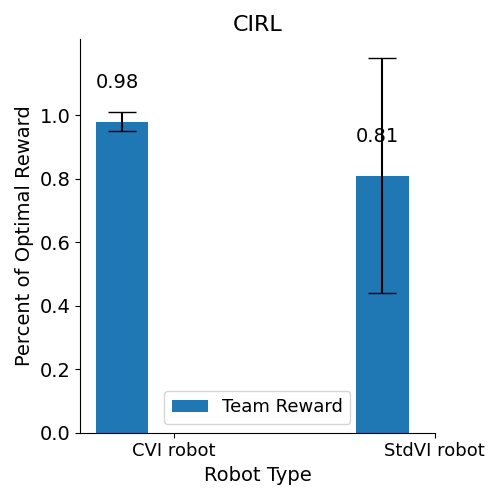 CIRL
0.98
0.81
1.0
0.8
0.6
0.4
0.2
0.0
Percent of Optimal Reward
Team Reward
CVI robot
StdVI robot
Robot Type